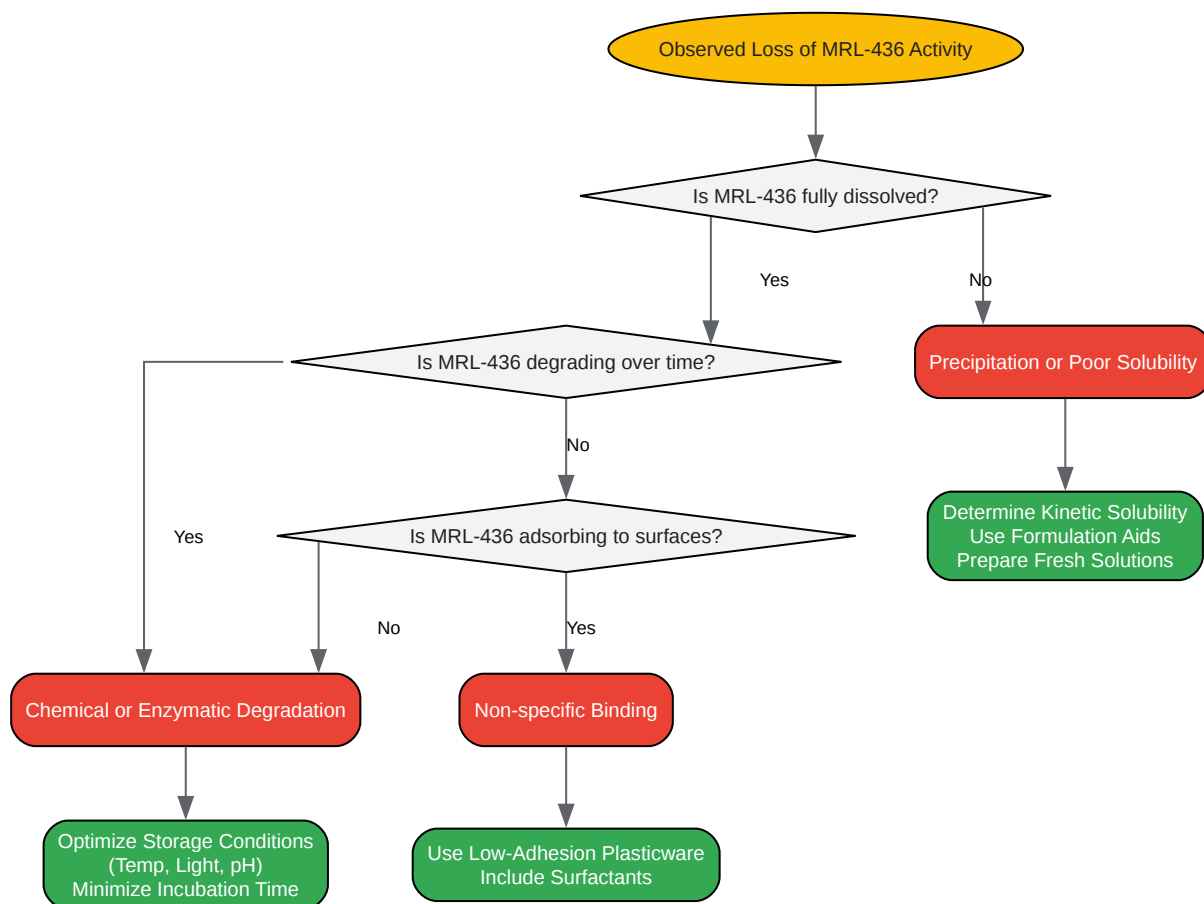 Observed Loss of MRL-436 Activity
Is MRL-436 fully dissolved?
Yes
No
Is MRL-436 degrading over time?
Precipitation or Poor Solubility
No
Determine Kinetic Solubility
Use Formulation Aids
Prepare Fresh Solutions
Is MRL-436 adsorbing to surfaces?
Yes
No
Yes
Chemical or Enzymatic Degradation
Non-specific Binding
Optimize Storage Conditions
(Temp, Light, pH)
Minimize Incubation Time
Use Low-Adhesion Plasticware
Include Surfactants